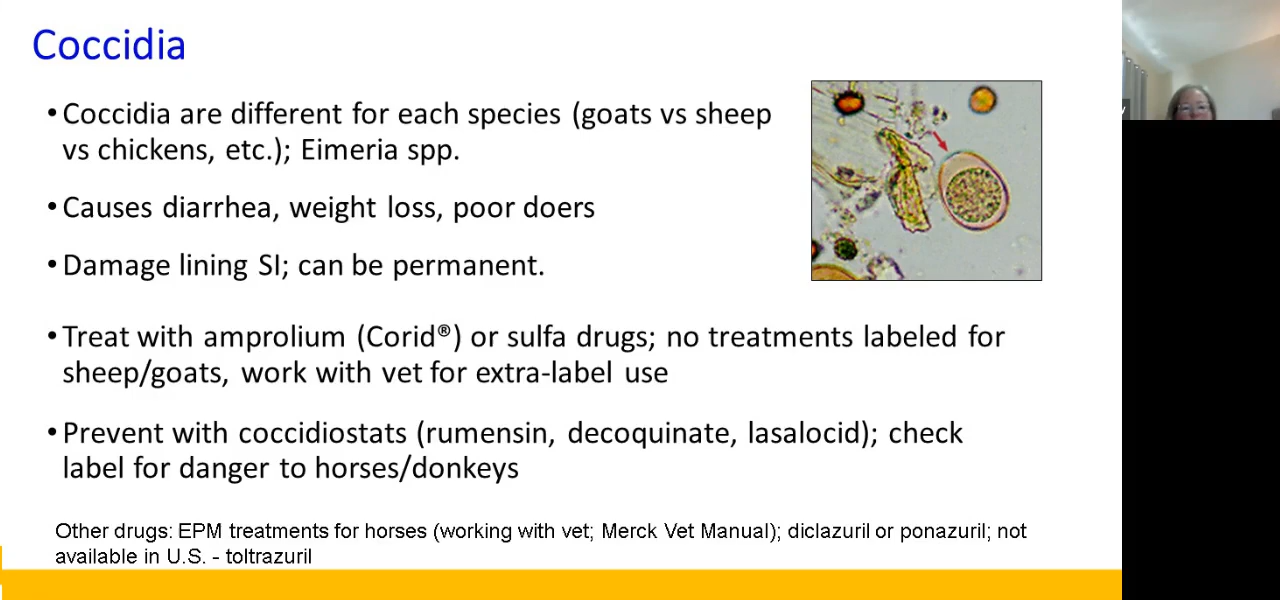 Coccidia
• Coccidia are different for each species (goats vs sheep
vs chickens, etc.); Eimeria spp.
• Causes diarrhea, weight loss, poor doers
• Damage lining SI; can be permanent.
• Treat with amprolium (Corid®) or sulfa drugs; no treatments labeled for
sheep/goats, work with vet for extra-label use
• Prevent with coccidiostats (rumensin, decoquinate, lasalocid); check
label for danger to horses/donkeys
Other drugs: EPM treatments for horses (working with vet; Merck Vet Manual); diclazuril or ponazuril; not
available in U.S. - toltrazuril